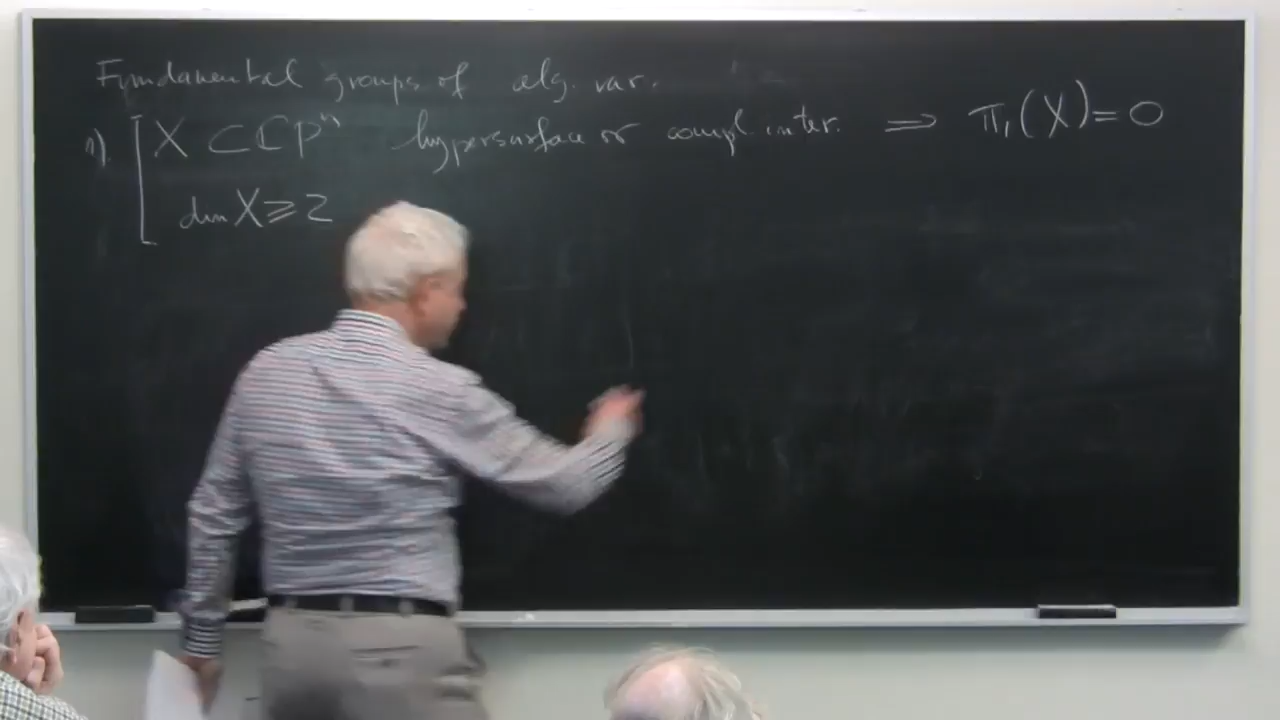 Fundamental groups of alg. var.
1). X ⊂ ℂPⁿ hypersurface or compl. inter. ⇒ π₁(X)=0
dim X ⩾ 2